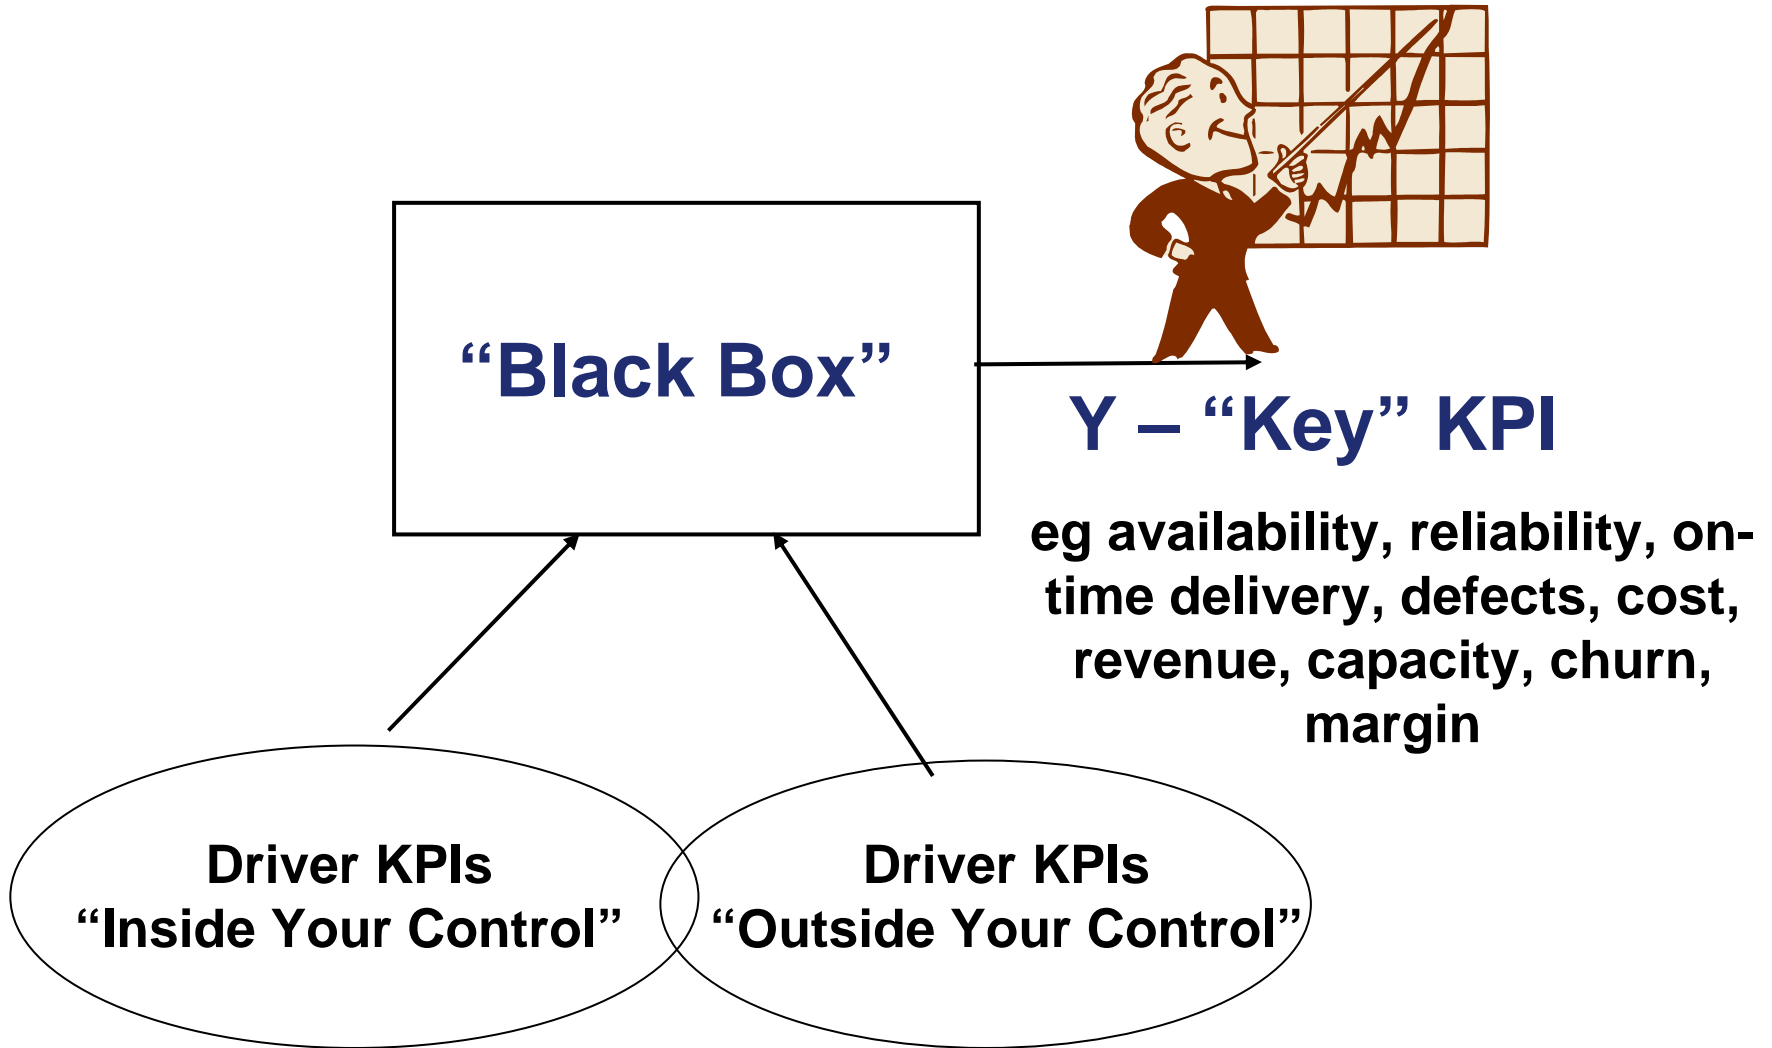 “Black Box”
Y – “Key” KPI
eg availability, reliability, on-
time delivery, defects, cost,
revenue, capacity, churn,
margin
Driver KPIs
“Inside Your Control”
Driver KPIs
“Outside Your Control”